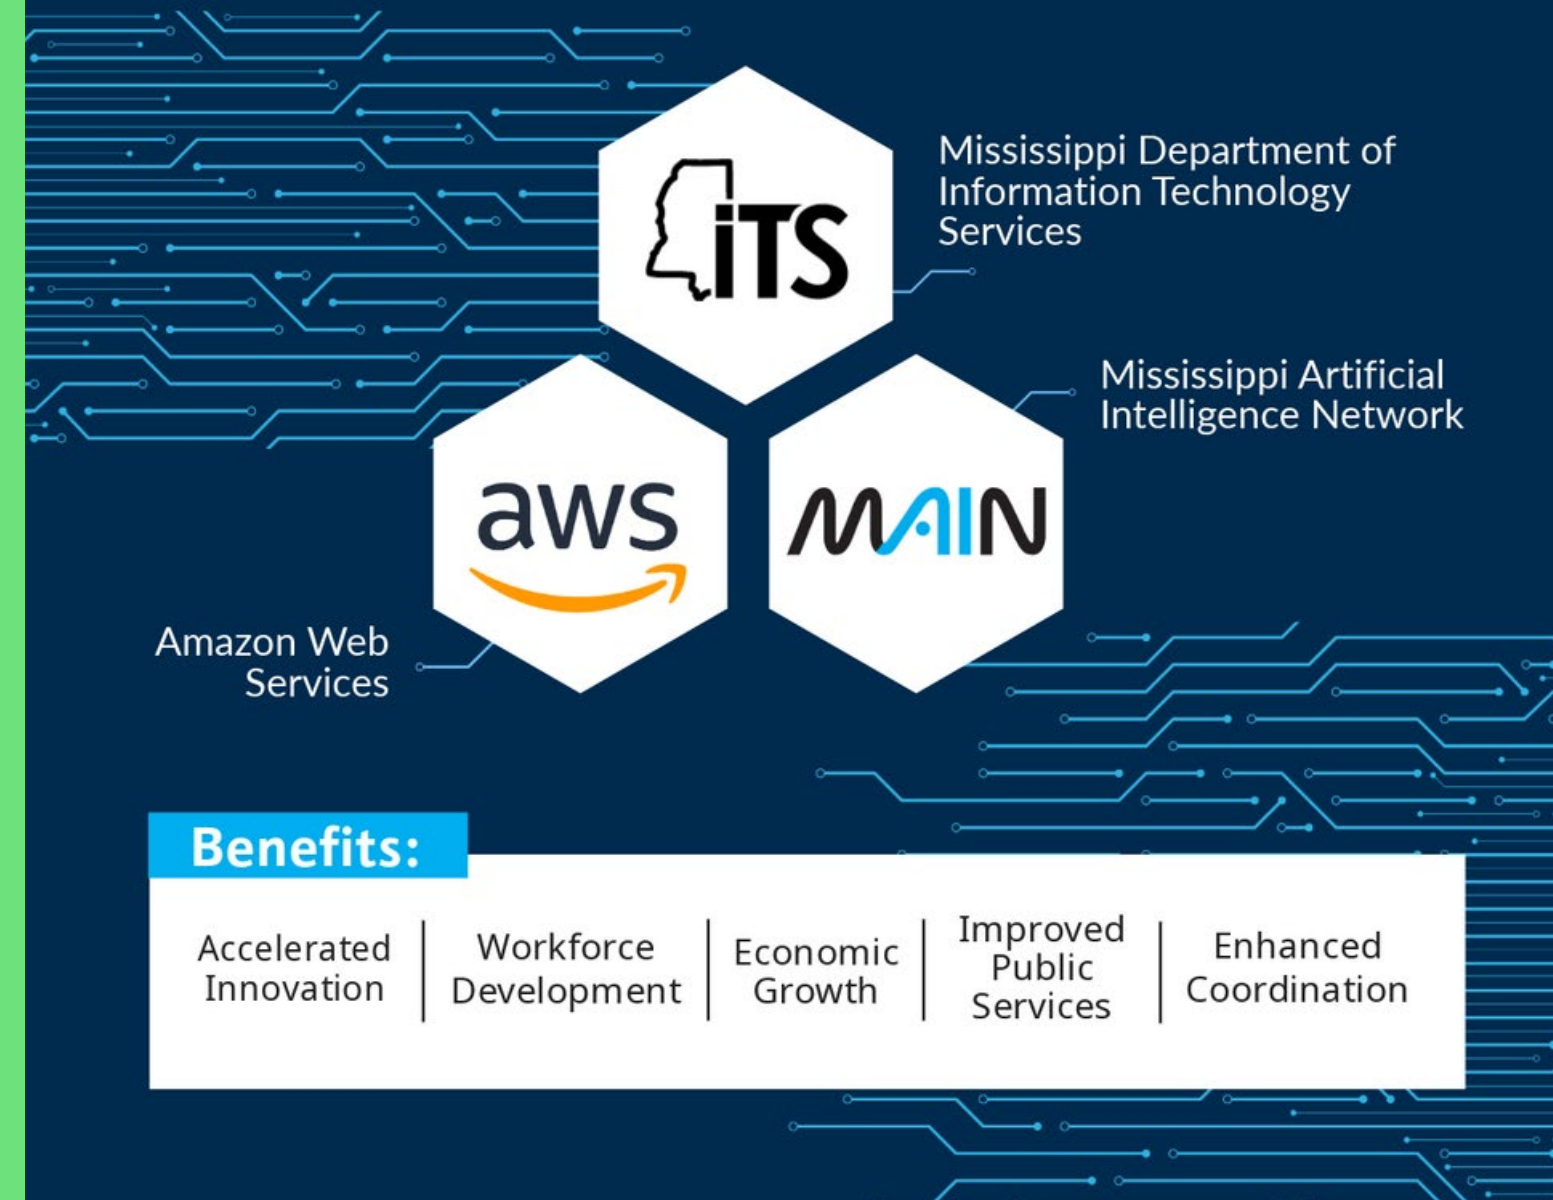 iTS
Mississippi Department of
Information Technology
Services
Mississippi Artificial
Intelligence Network
aws
MAIN
Amazon Web
Services
Benefits:
Accelerated
Innovation
Workforce
Development
Economic
Growth
Improved
Public
Services
Enhanced
Coordination